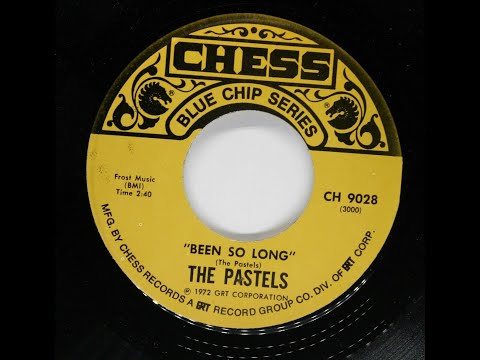 CHESS
BLUE CHIP SERIES
Frost Music
(BMI)
Time 2:40
CH 9028
(3000)
"BEEN SO LONG"
(The Pastels)
THE PASTELS
℗ 1972 GRT CORPORATION
MFG. BY CHESS RECORDS A GRT RECORD GROUP CO. DIV. OF GRT CORP.